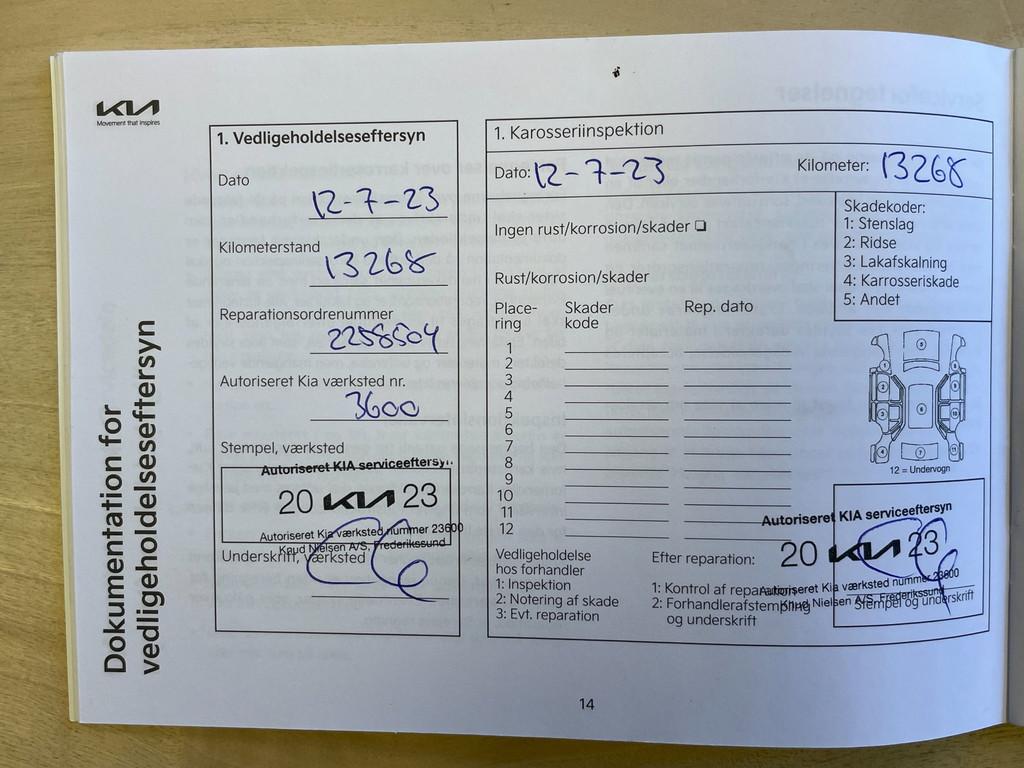 Dokumentation for
vedligeholdelseseftersyn
KIA
Movement that inspires
1. Vedligeholdelseseftersyn
Dato
12-7-23
Kilometerstand
13268
Reparationsordrenummer
2258504
Autoriseret Kia værksted nr.
3600
Stempel, værksted
Autoriseret KIA serviceeftersyn
20 KIA 23
Autoriseret Kia værksted nummer 23600
Knud Nielsen A/S, Frederikssund
Underskrift, værksted
1. Karosseriinspektion
Dato: 12-7-23
Kilometer: 13268
Ingen rust/korrosion/skader ❏
Skadekoder:
1: Stenslag
2: Ridse
3: Lakafskalning
4: Karrosseriskade
5: Andet
Rust/korrosion/skader
Place-
ring
Skader
kode
Rep. dato
1
2
3
4
5
6
7
8
9
10
11
12
12 = Undervogn
Vedligeholdelse
hos forhandler
1: Inspektion
2: Notering af skade
3: Evt. reparation
Efter reparation:
1: Kontrol af reparation
2: Forhandlerafstempling
og underskrift
Autoriseret KIA serviceeftersyn
20 KIA 23
Autoriseret Kia værksted nummer 23600
Knud Nielsen A/S, Frederikssund
Stempel og underskrift
14